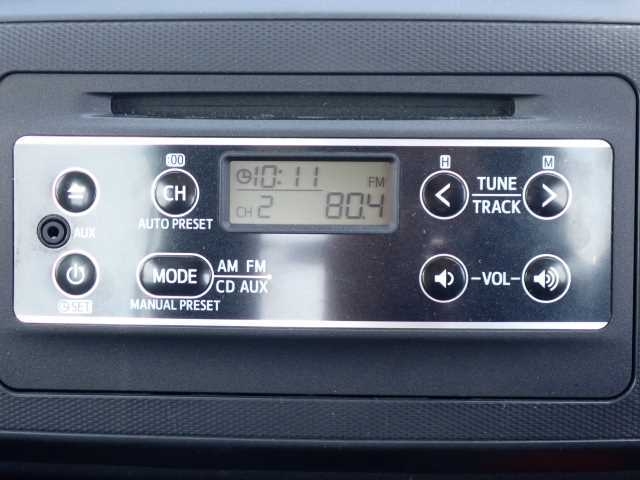 :00
H
M
10:11
FM
CH
TUNE
TRACK
CH 2 80.4
AUTO PRESET
AUX
MODE
AM FM
CD AUX
VOL
SET
MANUAL PRESET